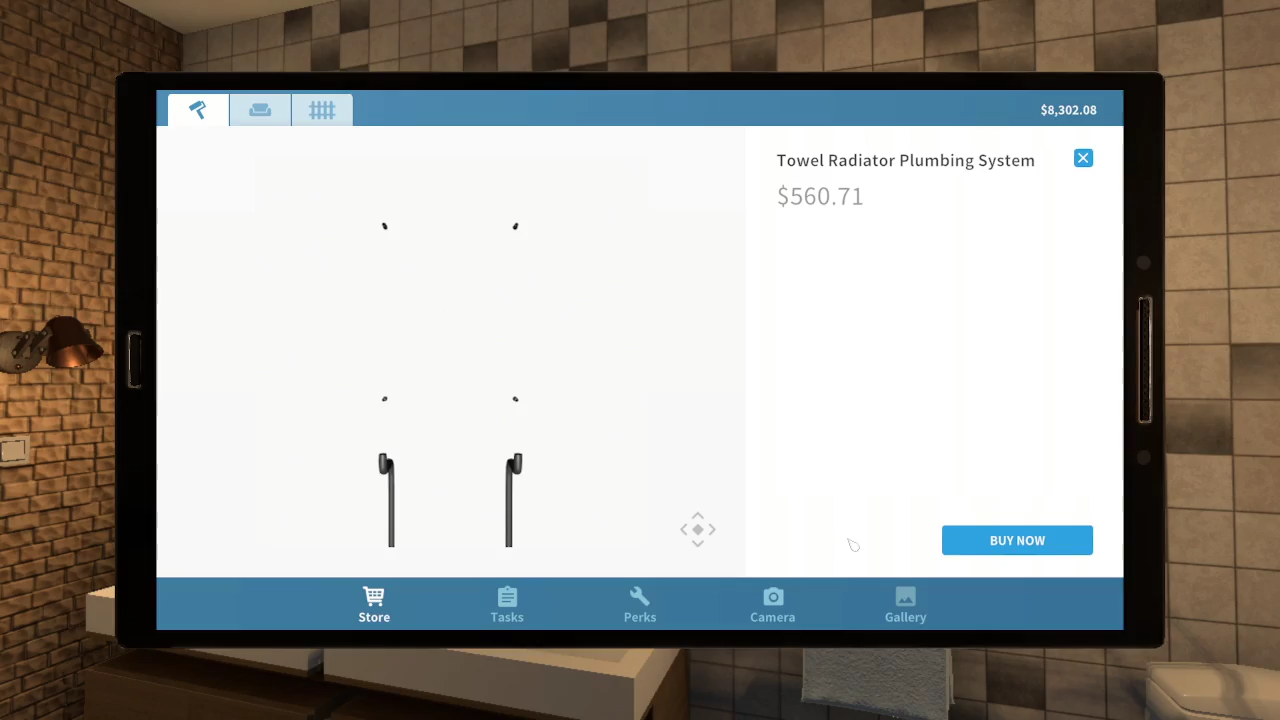 $8,302.08
Towel Radiator Plumbing System
$560.71
BUY NOW
Store
Tasks
Perks
Camera
Gallery